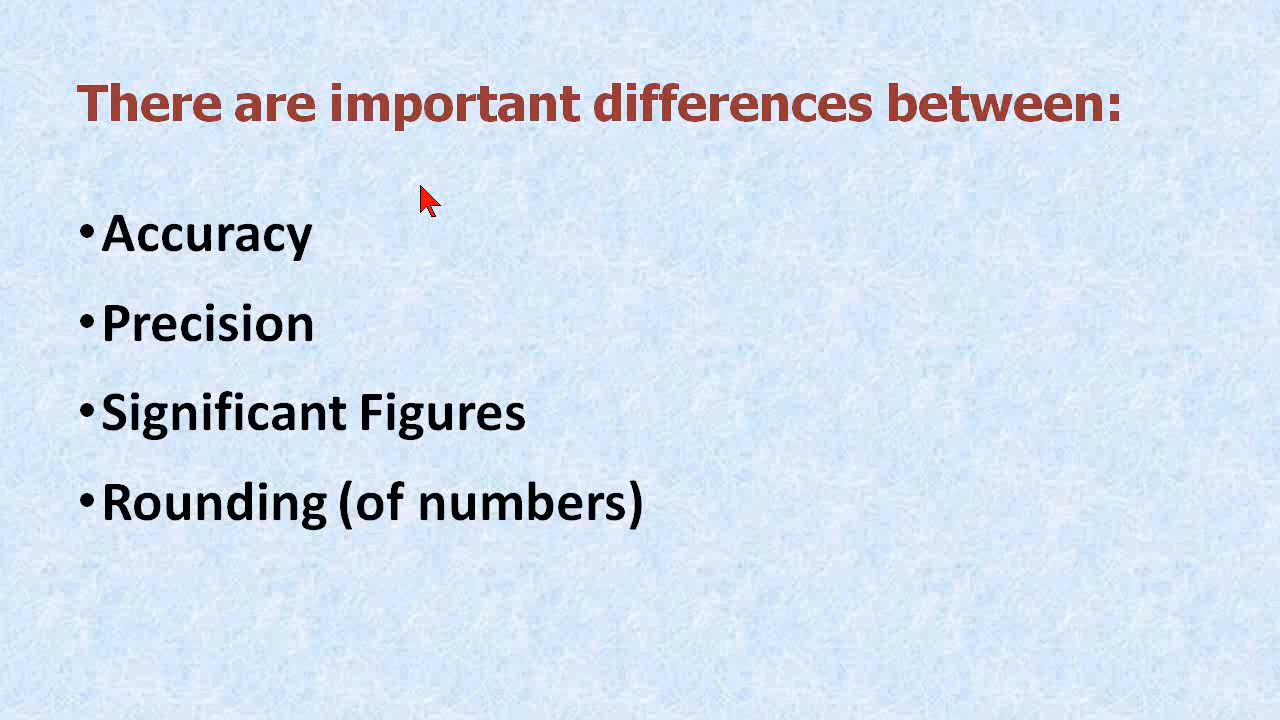 There are important differences between:
•Accuracy
•Precision
•Significant Figures
•Rounding (of numbers)